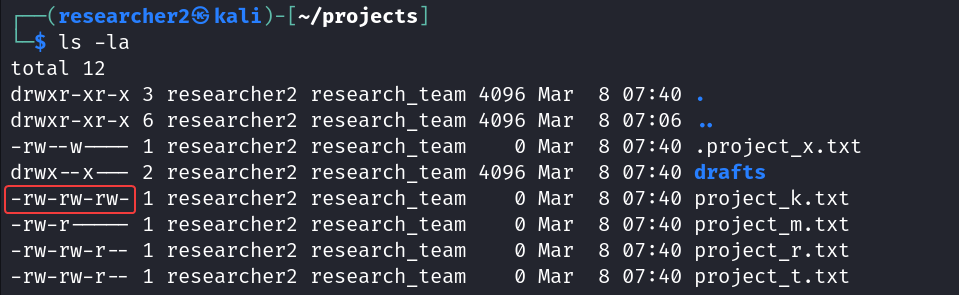 ┌──(researcher2㉿kali)-[~/projects]
└─$ ls -la
total 12
drwxr-xr-x 3 researcher2 research_team 4096 Mar  8 07:40 .
drwxr-xr-x 6 researcher2 research_team 4096 Mar  8 07:06 ..
-rw--w---- 1 researcher2 research_team    0 Mar  8 07:40 .project_x.txt
drwx--x--- 2 researcher2 research_team 4096 Mar  8 07:40 drafts
-rw-rw-rw- 1 researcher2 research_team    0 Mar  8 07:40 project_k.txt
-rw-r----- 1 researcher2 research_team    0 Mar  8 07:40 project_m.txt
-rw-rw-r-- 1 researcher2 research_team    0 Mar  8 07:40 project_r.txt
-rw-rw-r-- 1 researcher2 research_team    0 Mar  8 07:40 project_t.txt